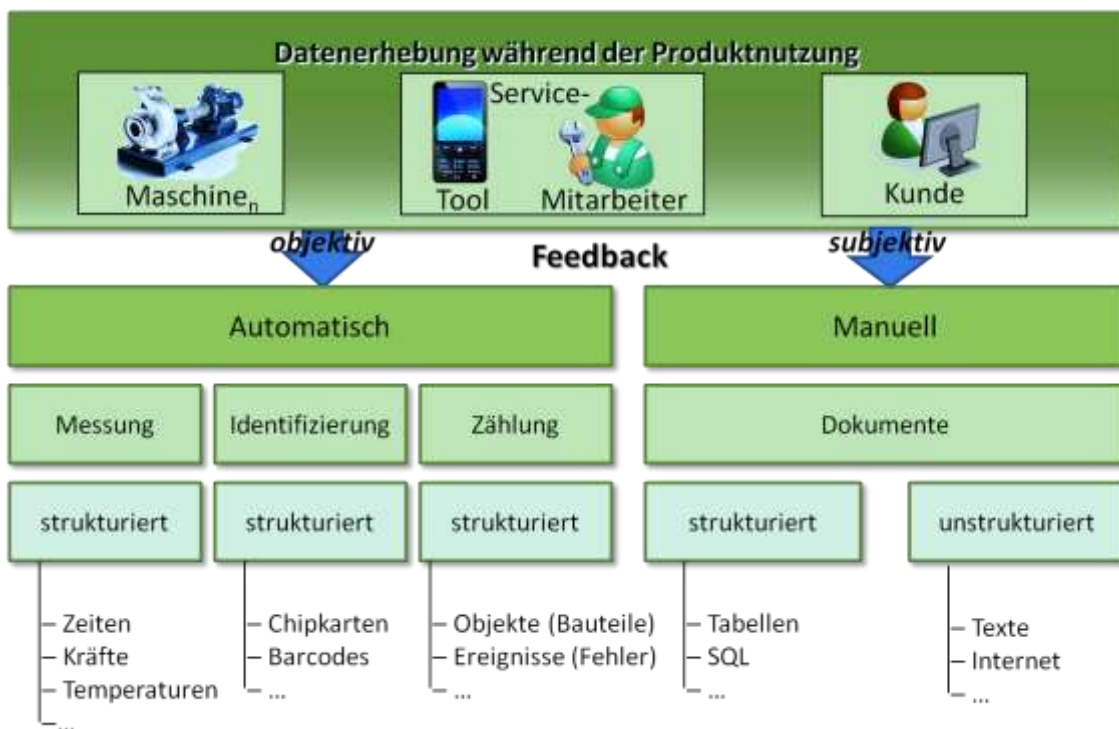 Datenerhebung während der Produktnutzung
Maschine_n
Service-
Tool Mitarbeiter
Kunde
objektiv
Feedback
subjektiv
Automatisch
Manuell
Messung
Identifizierung
Zählung
Dokumente
strukturiert
strukturiert
strukturiert
strukturiert
unstrukturiert
– Zeiten
– Kräfte
– Temperaturen
– ...
– Chipkarten
– Barcodes
– ...
– Objekte (Bauteile)
– Ereignisse (Fehler)
– ...
– Tabellen
– SQL
– ...
– Texte
– Internet
– ...